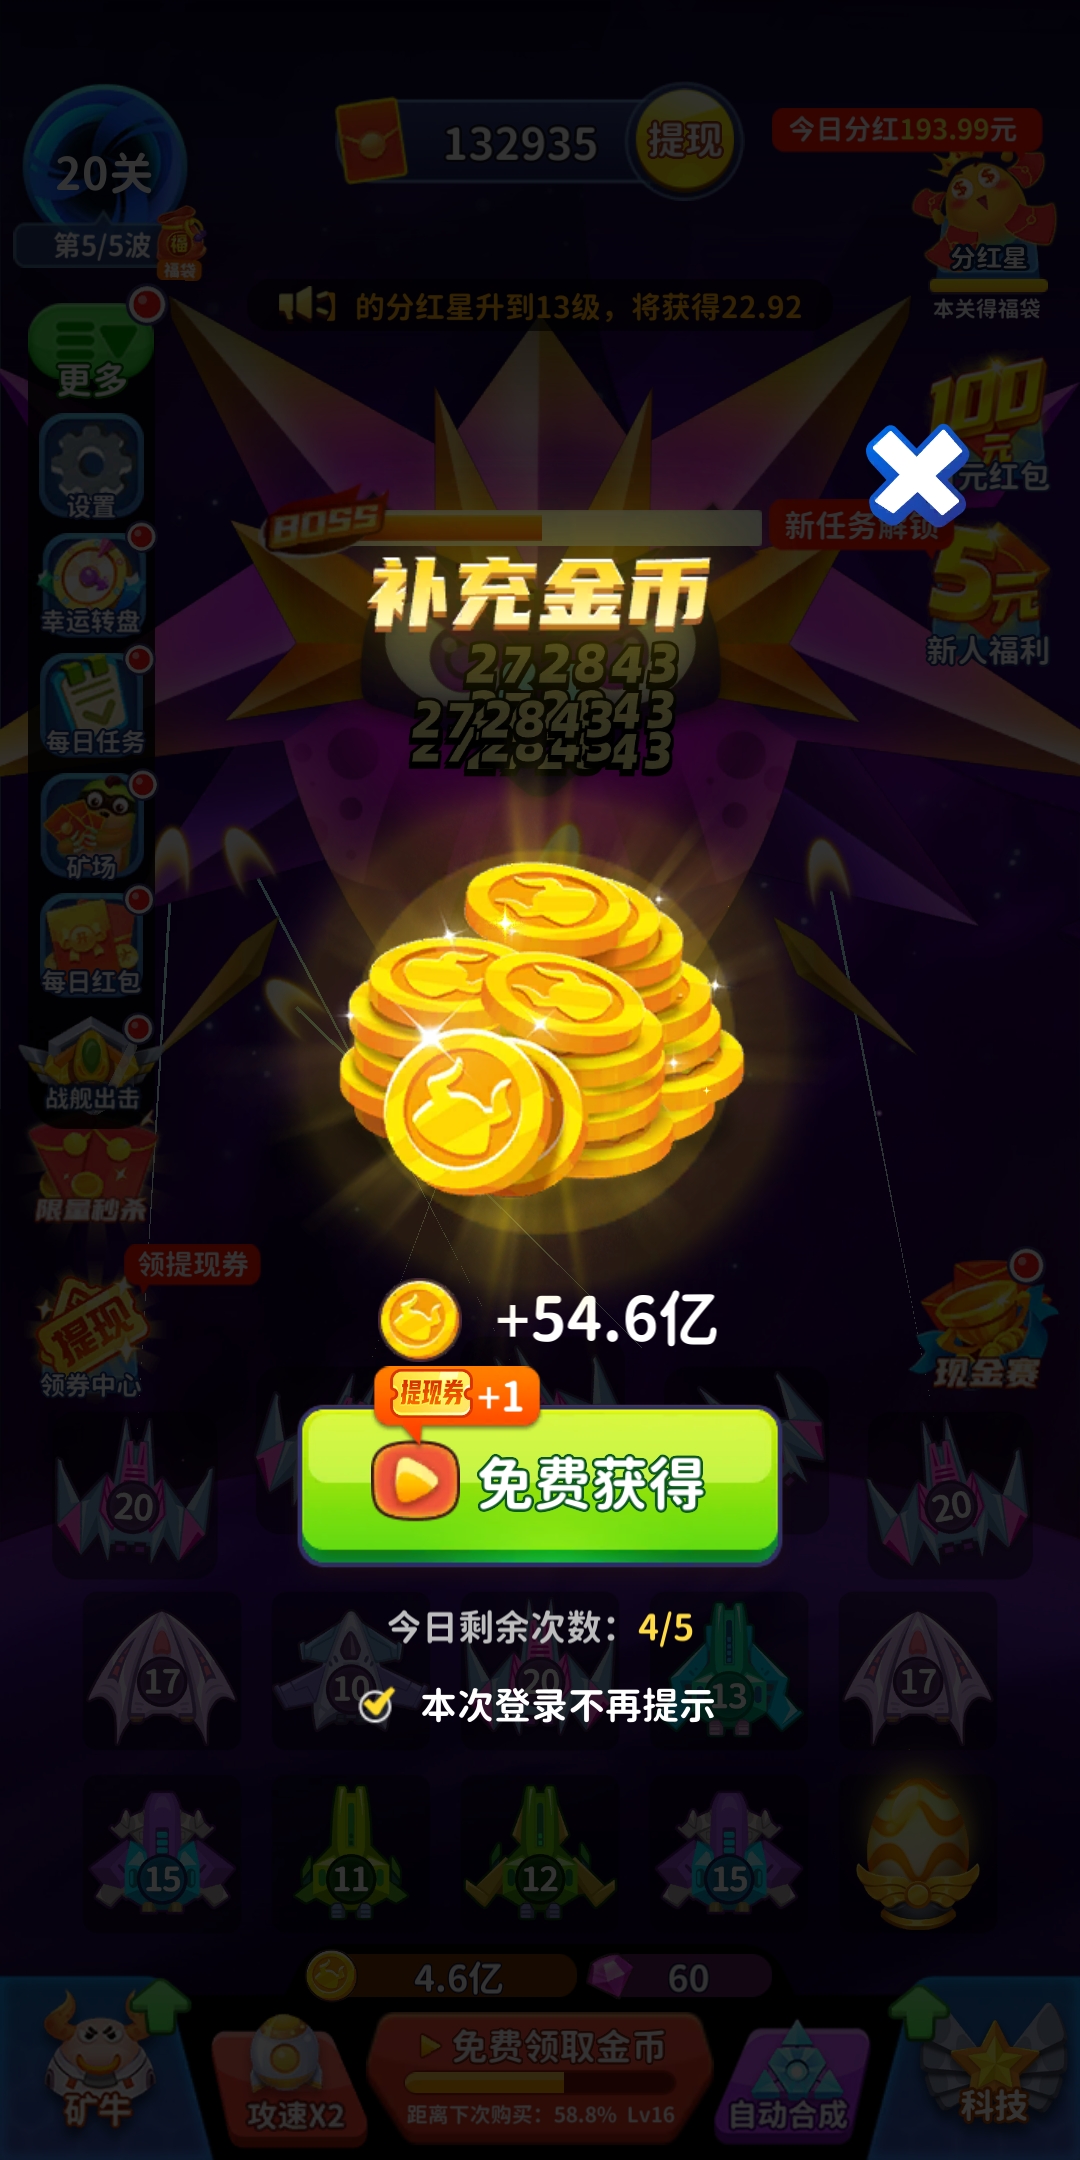 20关
132935
提现
今日分红193.99元
第5/5波
福
福袋
分红星
本关得福袋
的分红星升到13级，将获得22.92
更多
100
元
元红包
设置
BOSS
新任务解锁
补充金币
5元
新人福利
幸运转盘
272843
272843
每日任务
矿场
每日红包
战舰出击
限量秒杀
领提现券
提现
领券中心
+54.6亿
现金赛
提现券+1
免费获得
20
20
今日剩余次数：4/5
17
10
20
13
17
本次登录不再提示
15
11
12
15
4.6亿
60
矿牛
攻速X2
免费领取金币
距离下次购买：58.8% Lv16
自动合成
科技